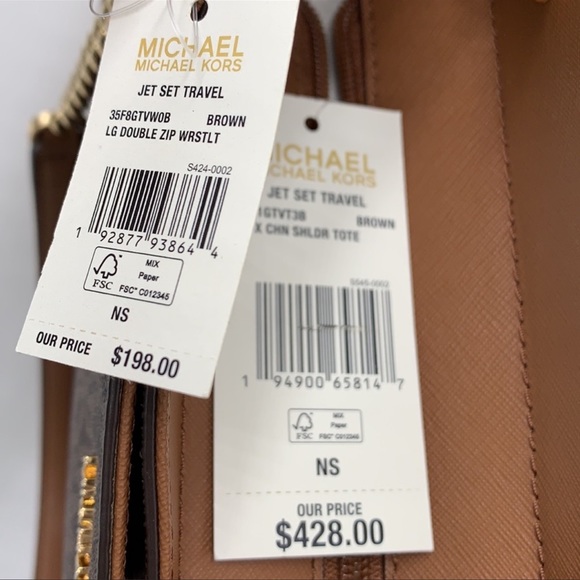 MICHAEL
MICHAEL KORS
JET SET TRAVEL
35F8GTVW0B BROWN
LG DOUBLE ZIP WRSTLT
S424-0002
1 92877 93864 4
FSC
MIX
Paper
FSC® C012345
NS
OUR PRICE $198.00
MICHAEL KORS
JET SET TRAVEL
BROWN
CHN SHLDR TOTE
1 94900 65814 7
FSC
MIX
Paper
FSC® C012345
NS
OUR PRICE
$428.00